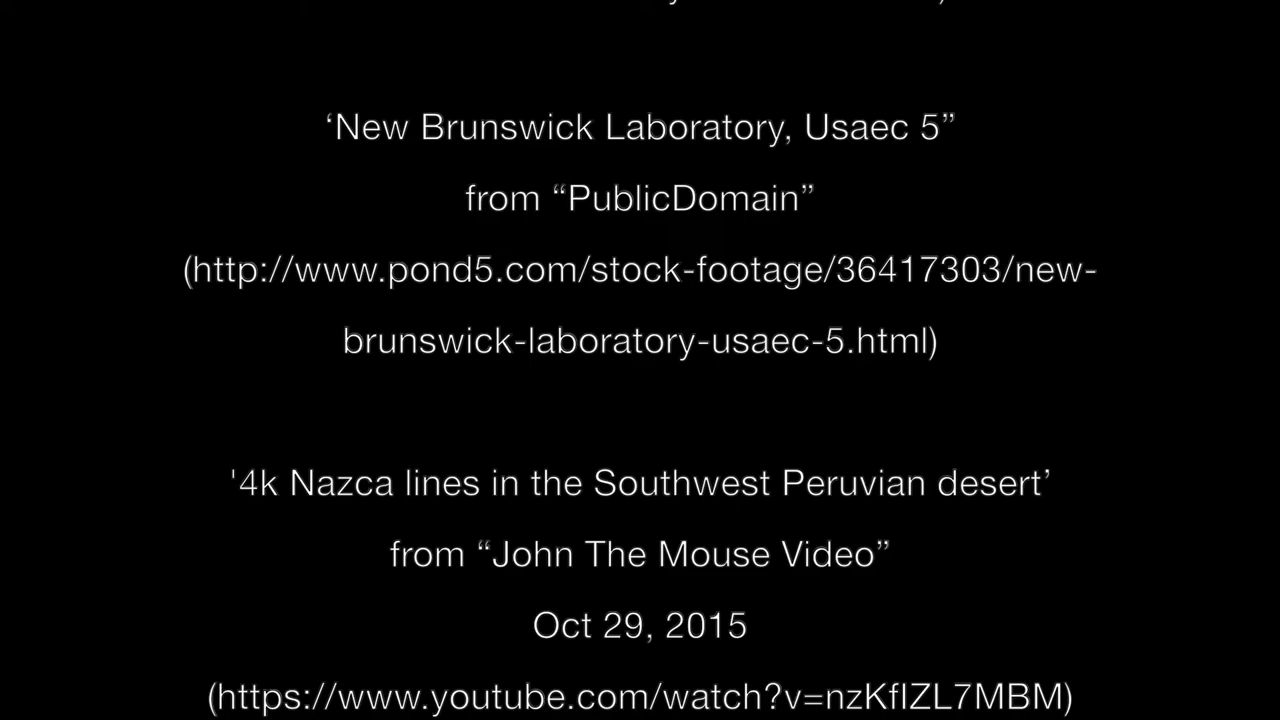 ‘New Brunswick Laboratory, Usaec 5”
from “PublicDomain”
(http://www.pond5.com/stock-footage/36417303/new-
brunswick-laboratory-usaec-5.html)
'4k Nazca lines in the Southwest Peruvian desert’
from “John The Mouse Video”
Oct 29, 2015
(https://www.youtube.com/watch?v=nzKfIZL7MBM)